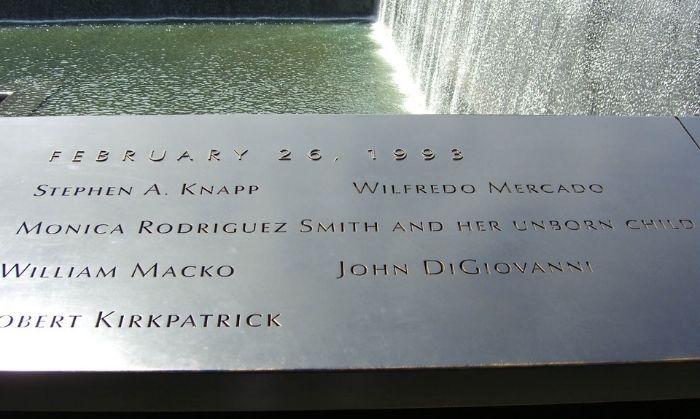 FEBRUARY 26, 1993
STEPHEN A. KNAPP WILFREDO MERCADO
MONICA RODRIGUEZ SMITH AND HER UNBORN CHILD
WILLIAM MACKO JOHN DIGIOVANNI
OBERT KIRKPATRICK